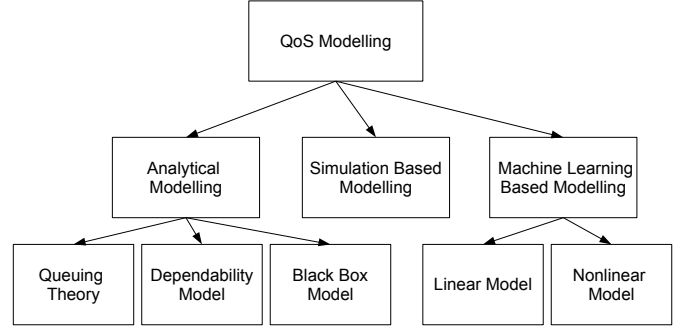 QoS Modelling
Analytical
Modelling
Simulation Based
Modelling
Machine Learning
Based Modelling
Queuing
Theory
Dependability
Model
Black Box
Model
Linear Model
Nonlinear
Model